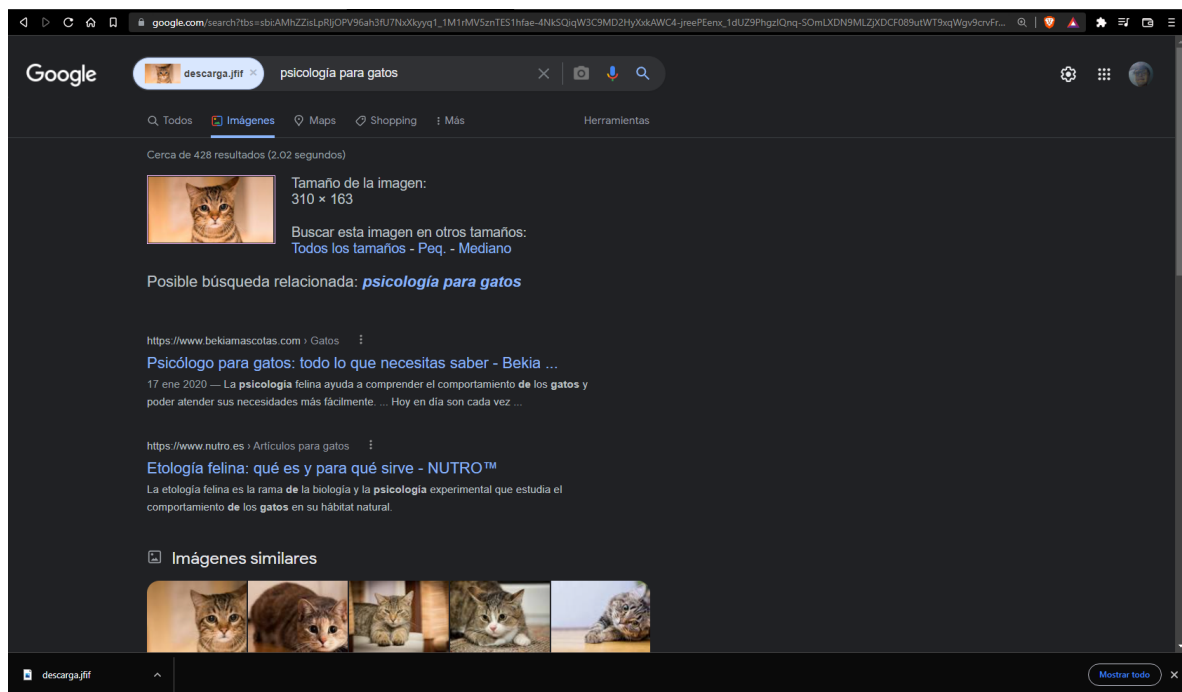 google.com/search?tbs=sbi:AMhZZisLpRljOPV96ah3fU7NxXkyyq1_1M1rMV5znTES1hfae-4NkSQiqW3C9MD2HyXxkAWC4-jreePEenx_1dUZ9PhgzIQnq-SOmLXDN9MLZjXDCF089utWT9xqWgv9crvFr...
Google
descarga.jfif
psicología para gatos
Todos Imágenes Maps Shopping Más Herramientas
Cerca de 428 resultados (2.02 segundos)
Tamaño de la imagen:
310 × 163
Buscar esta imagen en otros tamaños:
Todos los tamaños - Peq. - Mediano
Posible búsqueda relacionada: psicología para gatos
https://www.bekiamascotas.com › Gatos
Psicólogo para gatos: todo lo que necesitas saber - Bekia ...
17 ene 2020 — La psicología felina ayuda a comprender el comportamiento de los gatos y
poder atender sus necesidades más fácilmente. ... Hoy en día son cada vez ...
https://www.nutro.es › Artículos para gatos
Etología felina: qué es y para qué sirve - NUTRO™
La etología felina es la rama de la biología y la psicología experimental que estudia el
comportamiento de los gatos en su hábitat natural.
Imágenes similares
descarga.jfif
Mostrar todo